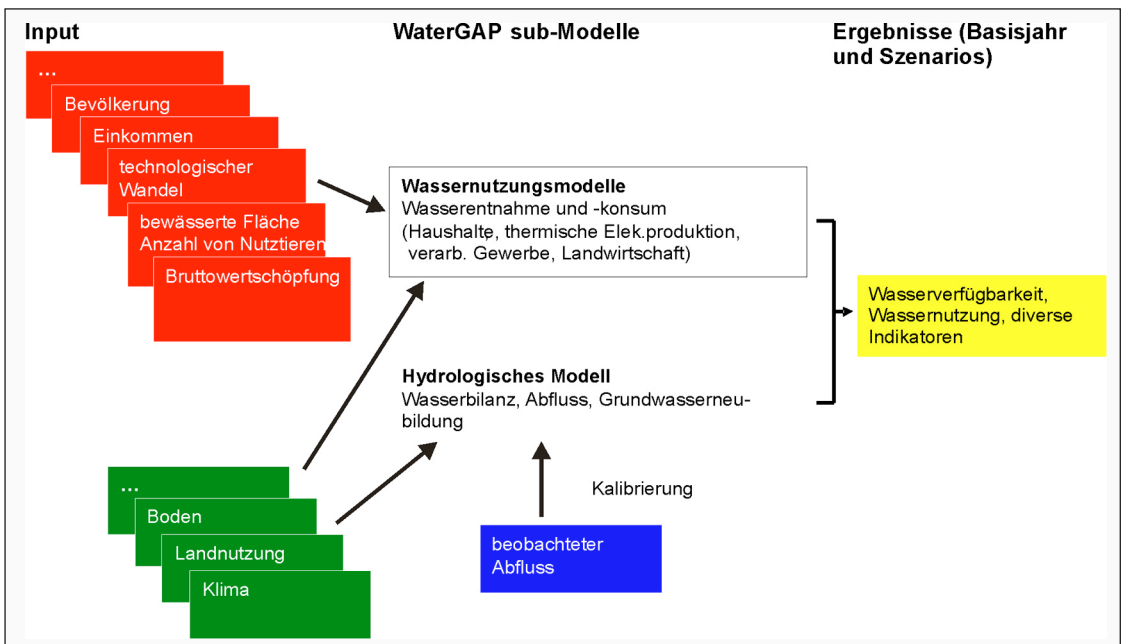 Input
WaterGAP sub-Modelle
Ergebnisse (Basisjahr
und Szenarios)
...
Bevölkerung
Einkommen
technologischer
Wandel
bewässerte Fläche
Anzahl von Nutztieren
Bruttowertschöpfung
Wassernutzungsmodelle
Wasserentnahme und -konsum
(Haushalte, thermische Elek.produktion,
verarb. Gewerbe, Landwirtschaft)
Wasserverfügbarkeit,
Wassernutzung, diverse
Indikatoren
Hydrologisches Modell
Wasserbilanz, Abfluss, Grundwasserneu-
bildung
...
Boden
Landnutzung
Klima
Kalibrierung
beobachteter
Abfluss